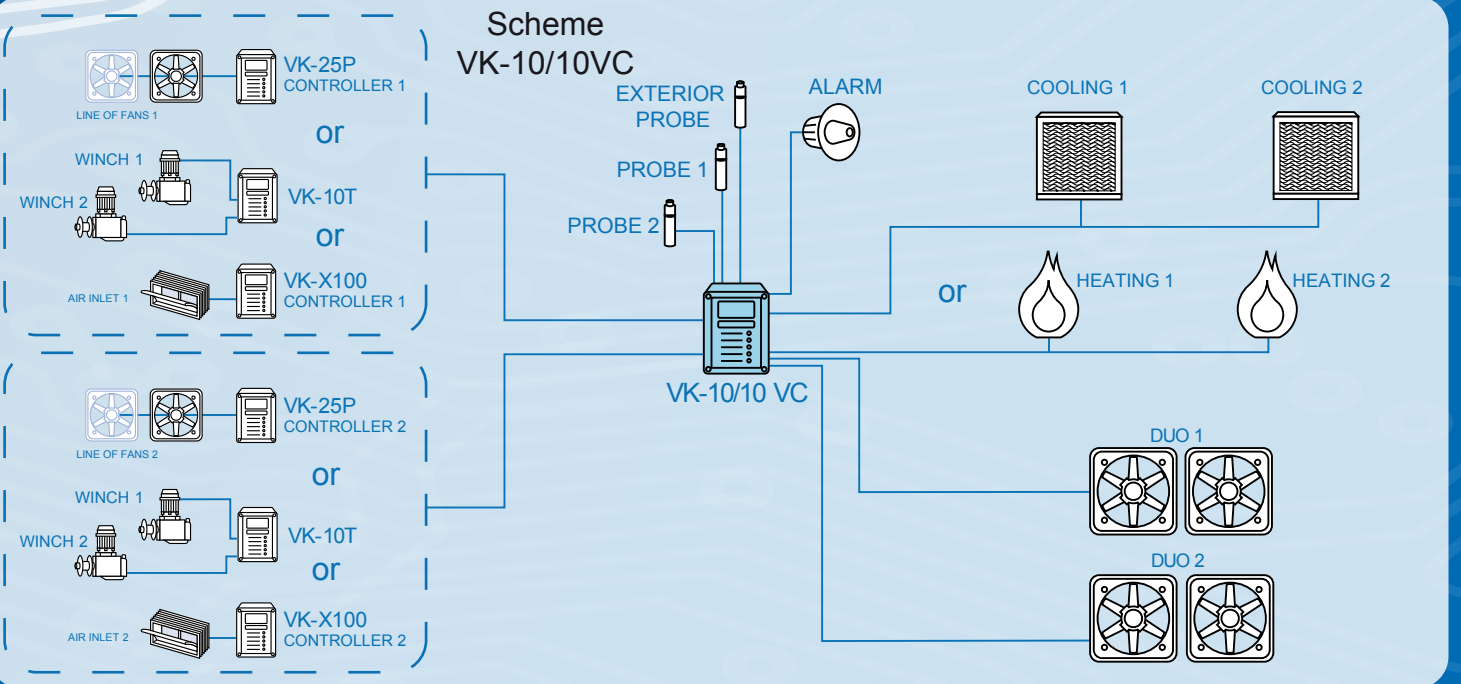 Scheme
VK-10/10VC
VK-25P
CONTROLLER 1
LINE OF FANS 1
or
WINCH 1
WINCH 2
VK-10T
or
VK-X100
CONTROLLER 1
AIR INLET 1
VK-25P
CONTROLLER 2
LINE OF FANS 2
or
WINCH 1
WINCH 2
VK-10T
or
VK-X100
CONTROLLER 2
AIR INLET 2
EXTERIOR
PROBE
PROBE 1
PROBE 2
ALARM
VK-10/10 VC
COOLING 1
COOLING 2
or
HEATING 1
HEATING 2
DUO 1
DUO 2